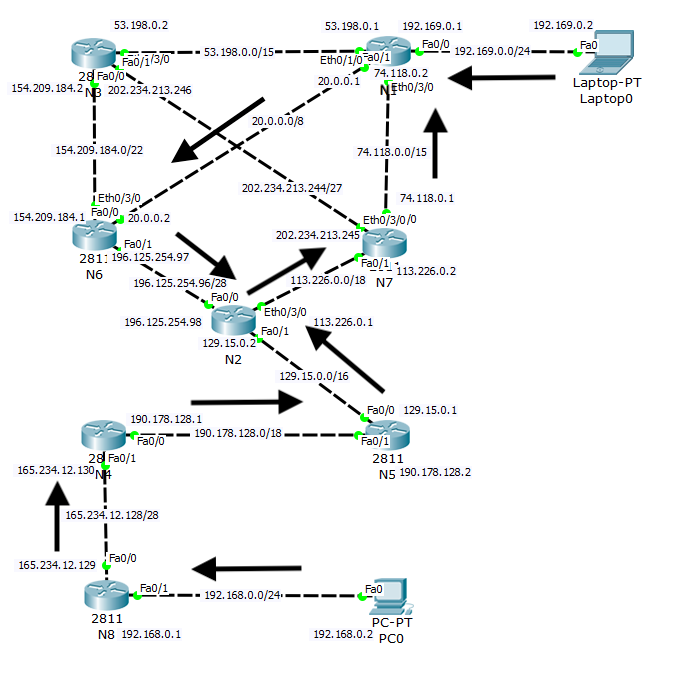 53.198.0.2
53.198.0.1
192.169.0.1
192.169.0.2
53.198.0.0/15
Fa0/0
192.169.0.0/24
Fa0
Fa0/1
Eth0/1/0
Fa0/1
74.118.0.2
Fa0/0
N3
154.209.184.2
202.234.213.246
20.0.0.1
N1
Eth0/3/0
Laptop-PT
Laptop0
20.0.0.0/8
154.209.184.0/22
74.118.0.0/15
202.234.213.244/27
74.118.0.1
Eth0/3/0
Fa0/0
154.209.184.1
20.0.0.2
Eth0/3/0
202.234.213.245
Fa0/1
2811
N6
196.125.254.97
196.125.254.96/28
Fa0/1
N7
113.226.0.2
113.226.0.0/18
Fa0/0
Eth0/3/0
196.125.254.98
113.226.0.1
Fa0/1
129.15.0.2
N2
129.15.0.0/16
Fa0/0
129.15.0.1
190.178.128.1
Fa0/0
190.178.128.0/18
Fa0/1
2811
N5
190.178.128.2
Fa0/1
N4
165.234.12.130
165.234.12.128/28
Fa0/0
165.234.12.129
Fa0/1
192.168.0.0/24
Fa0
2811
N8
192.168.0.1
192.168.0.2
PC-PT
PC0